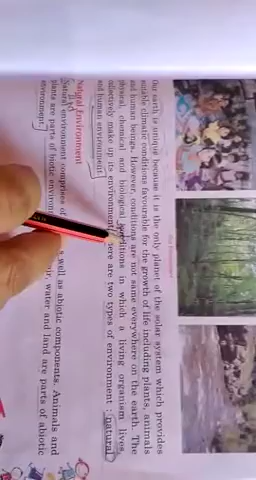 Our earth is unique because it is the only planet of the solar system which provides
suitable climatic conditions favourable for the growth of life including plants, animals
and human beings. However, conditions are not same everywhere on the earth. The
physical, chemical and biological conditions in which a living organism lives,
collectively make up its environment. There are two types of environment : natural
and human environment.
Natural Environment
Natural environment comprises of as well as abiotic components. Animals and
plants are parts of biotic environ air, water and land are parts of abiotic
environment.